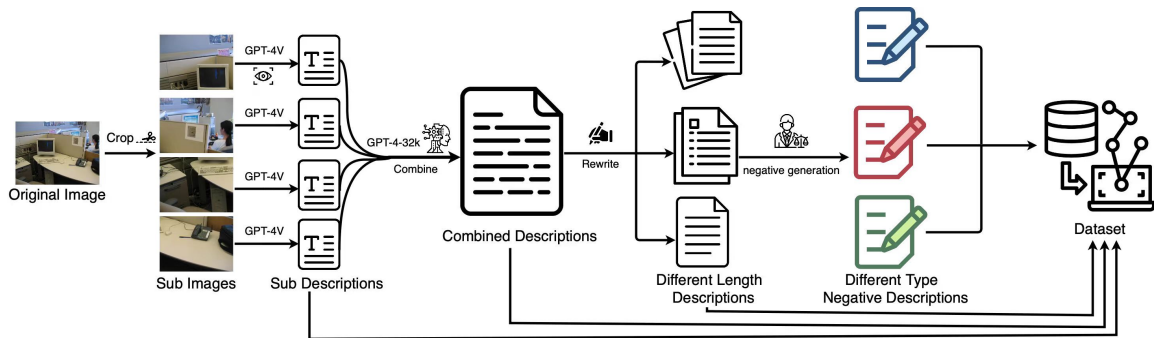 Original Image
Crop
GPT-4V
GPT-4V
GPT-4V
GPT-4V
Sub Images
T
T
T
T
Sub Descriptions
GPT-4-32k
Combine
Combined Descriptions
Rewrite
Different Length
Descriptions
negative generation
Different Type
Negative Descriptions
Dataset